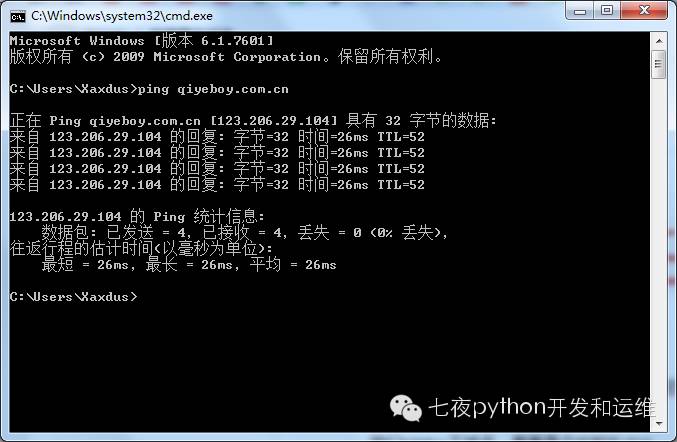 C:\Windows\system32\cmd.exe
Microsoft Windows [版本 6.1.7601]
版权所有 (c) 2009 Microsoft Corporation。保留所有权利。
C:\Users\Xaxdus>ping qiyeboy.com.cn
正在 Ping qiyeboy.com.cn [123.206.29.104] 具有 32 字节的数据:
来自 123.206.29.104 的回复: 字节=32 时间=26ms TTL=52
来自 123.206.29.104 的回复: 字节=32 时间=26ms TTL=52
来自 123.206.29.104 的回复: 字节=32 时间=26ms TTL=52
来自 123.206.29.104 的回复: 字节=32 时间=26ms TTL=52
123.206.29.104 的 Ping 统计信息:
数据包: 已发送 = 4, 已接收 = 4, 丢失 = 0 (0% 丢失),
往返行程的估计时间(以毫秒为单位):
最短 = 26ms, 最长 = 26ms, 平均 = 26ms
C:\Users\Xaxdus>
七夜python开发和运维